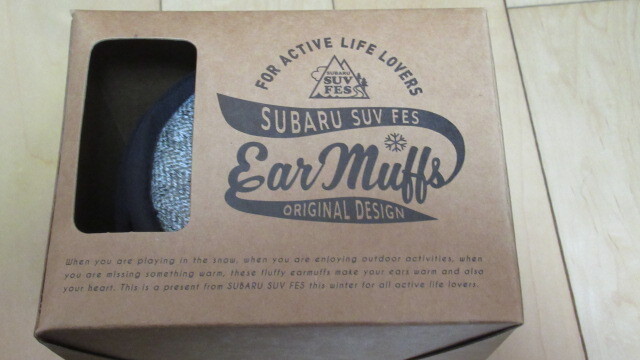 FOR ACTIVE LIFE LOVERS
SUBARU
SUV
FES
SUBARU SUV FES
Ear Muffs
ORIGINAL DESIGN
When you are playing in the snow, when you are enjoying outdoor activities, when
you are missing something warm, these fluffy earmuffs make your ears warm and also
your heart. This is a present from SUBARU SUV FES this winter for all active life lovers.